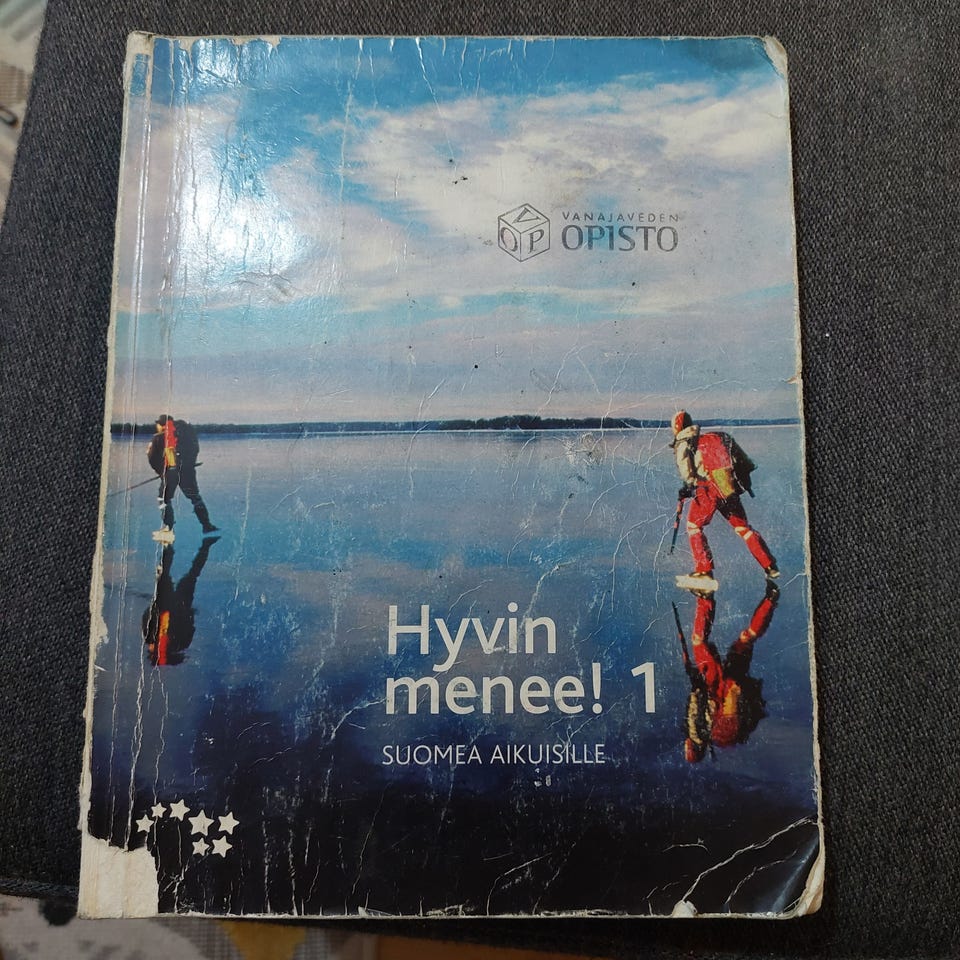 VANAJAVEDEN
OPISTO
Hyvin
menee! 1
SUOMEA AIKUISILLE